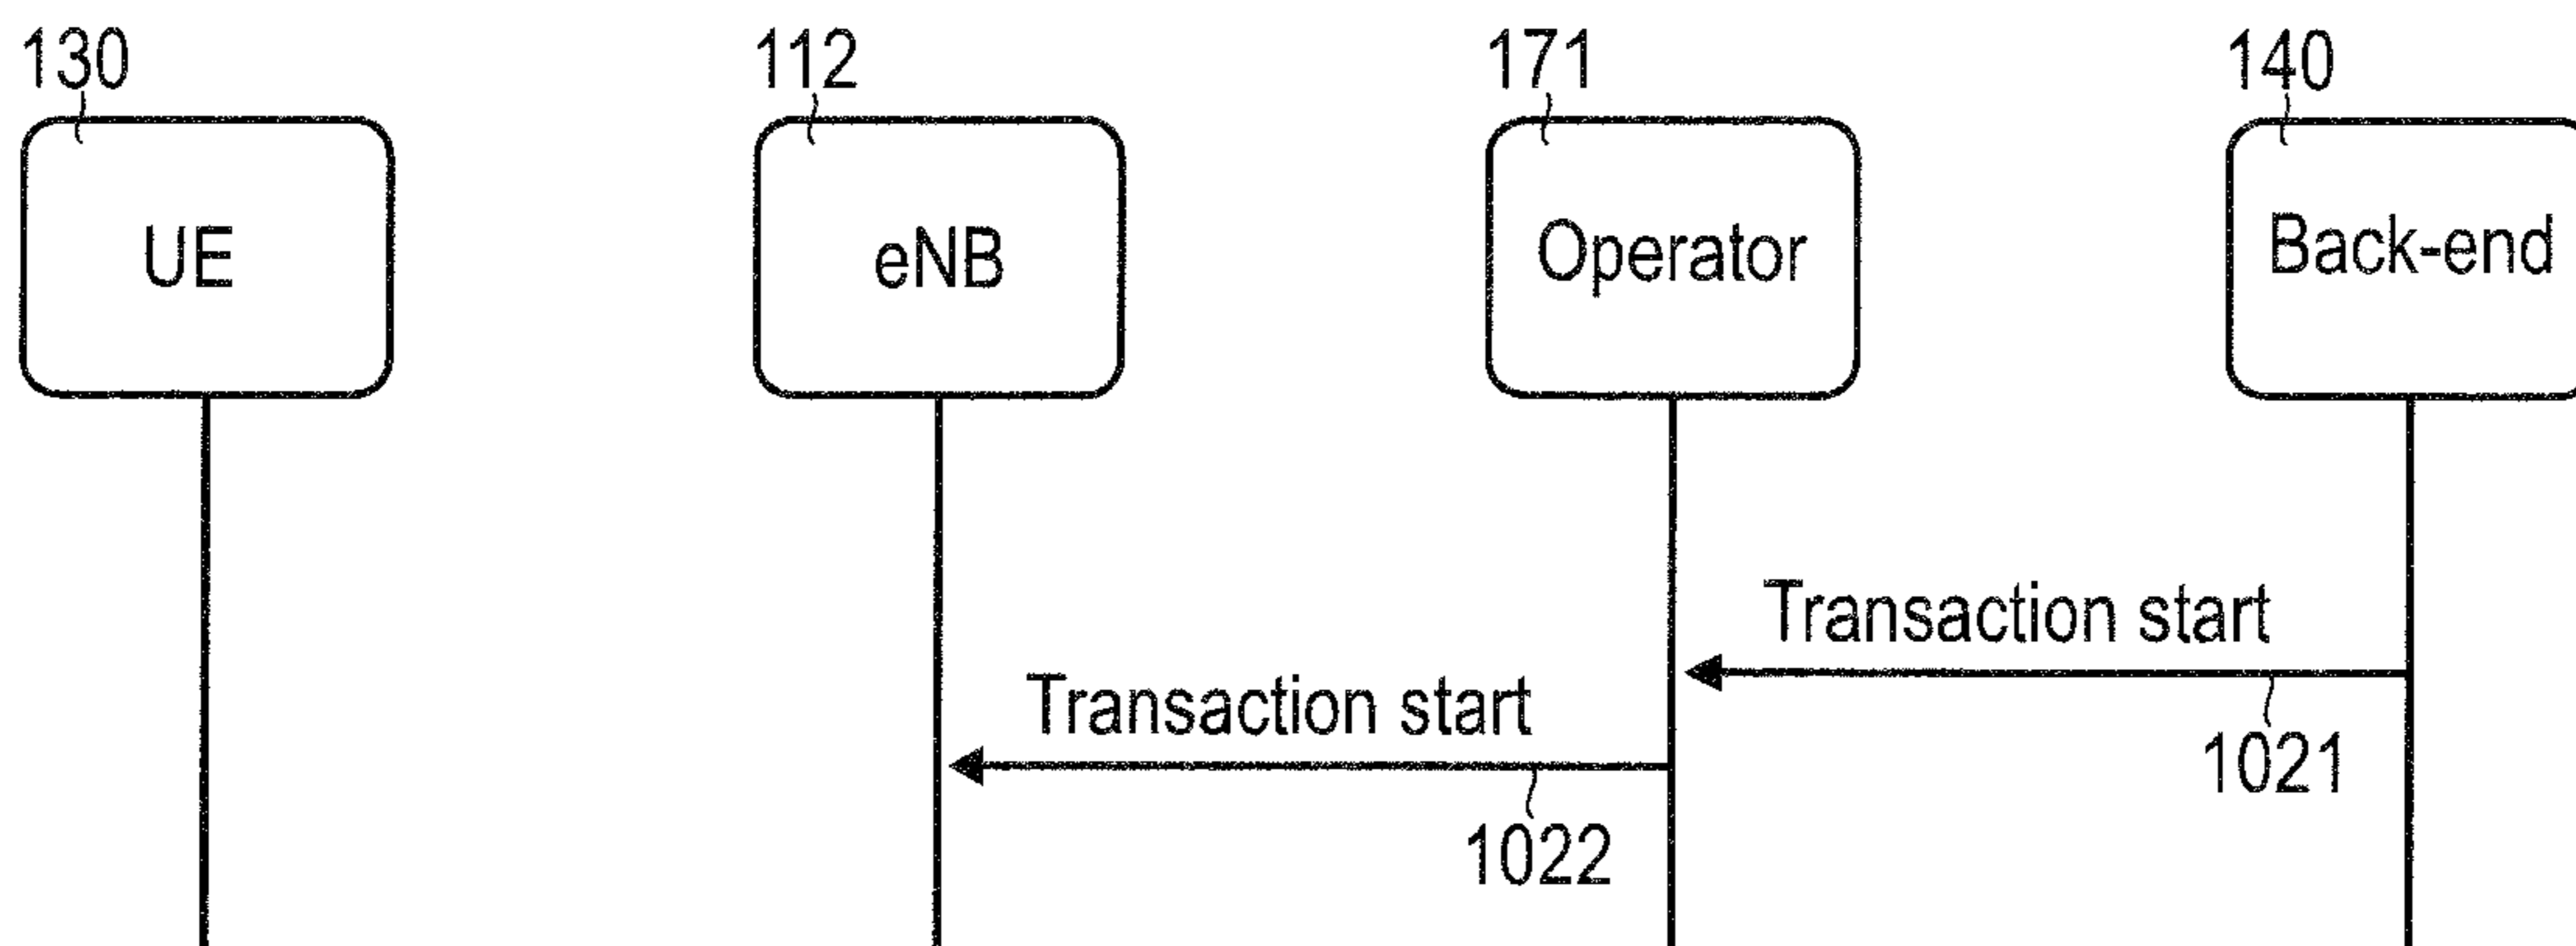 130
112
171
140
UE
eNB
Operator
Back-end
Transaction start
1021
Transaction start
1022